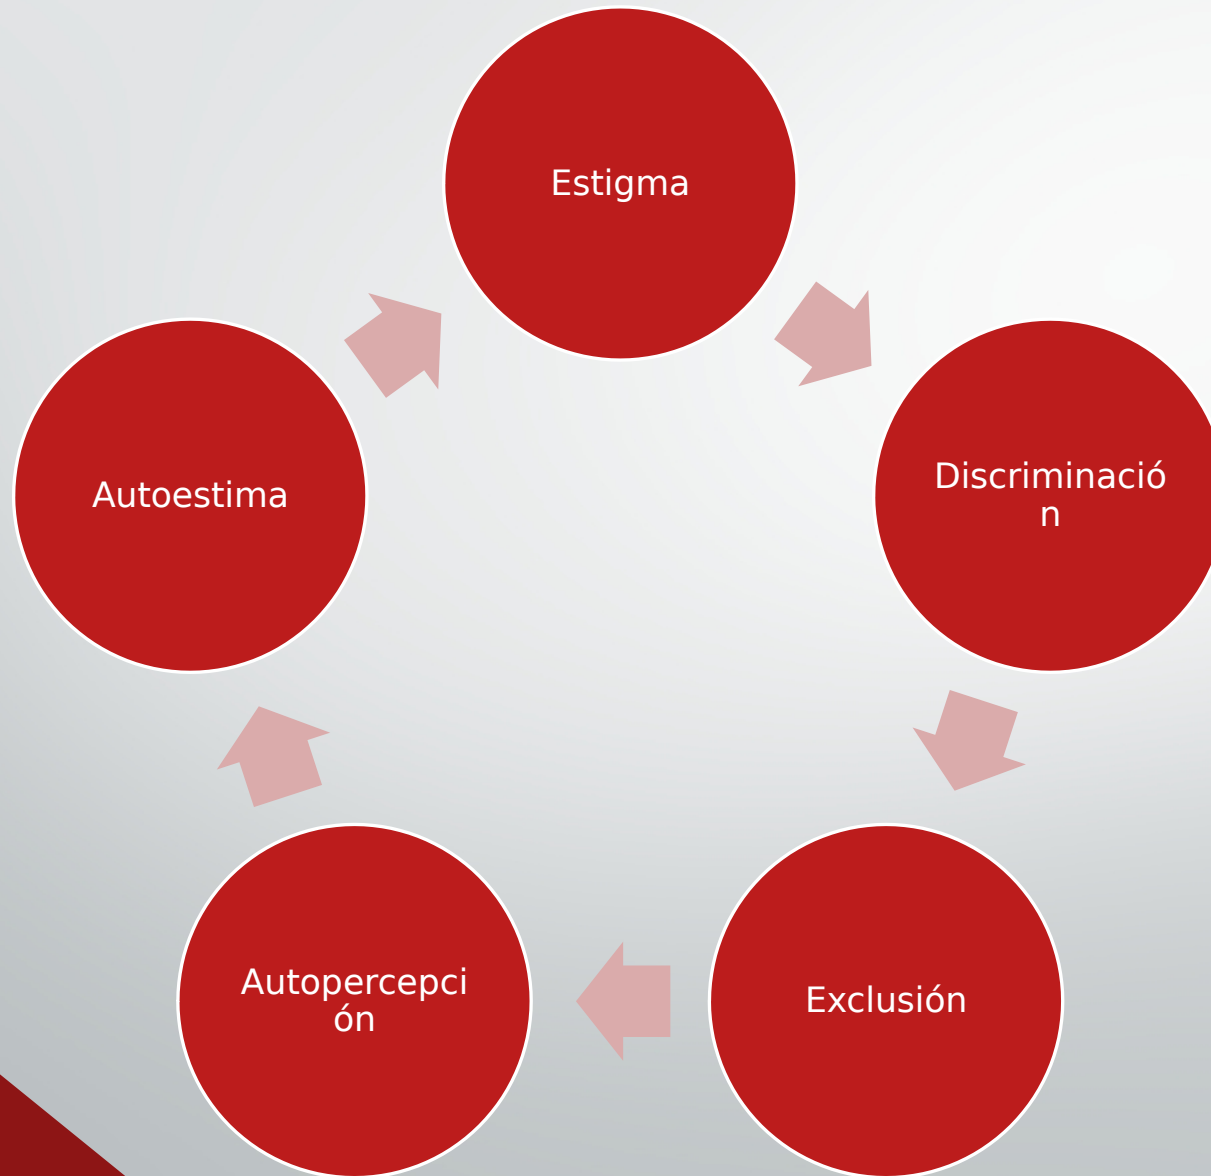 Estigma
Discriminació
n
Exclusión
Autopercepci
ón
Autoestima